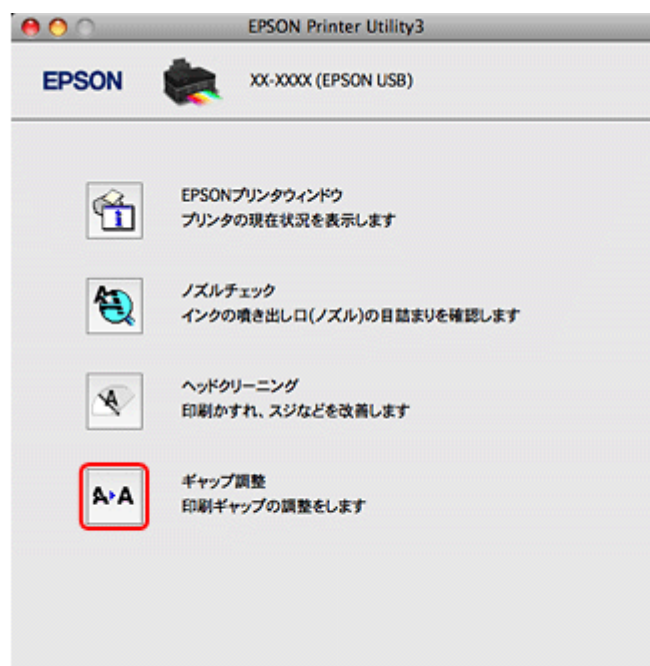 EPSON Printer Utility3
EPSON XX-XXXX (EPSON USB)
EPSONプリンタウィンドウ
プリンタの現在状況を表示します
ノズルチェック
インクの噴き出し口(ノズル)の目詰まりを確認します
ヘッドクリーニング
印刷かすれ、スジなどを改善します
A▸A ギャップ調整
印刷ギャップの調整をします